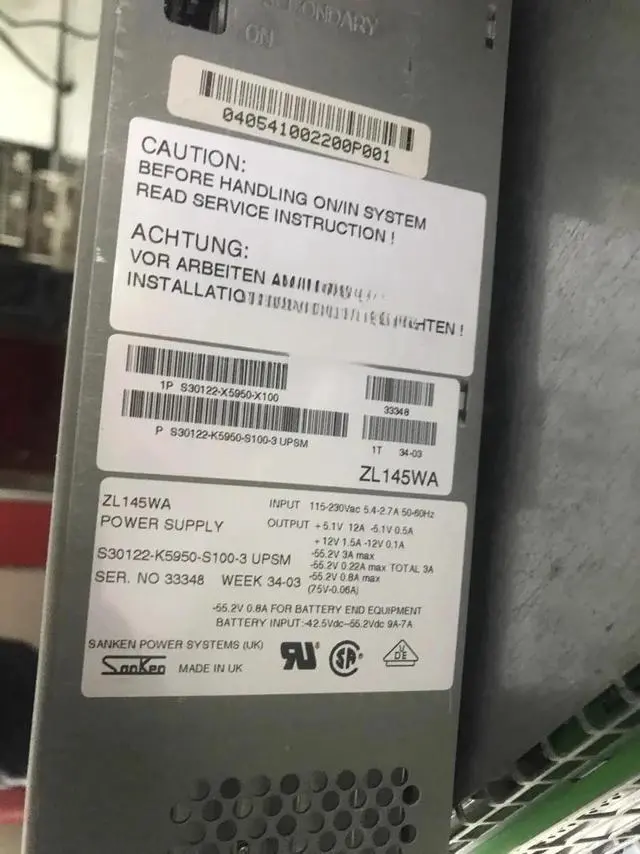 SECONDARY
ON
040541002200P001
CAUTION:
BEFORE HANDLING ON/IN SYSTEM
READ SERVICE INSTRUCTION !
ACHTUNG:
VOR ARBEITEN
1P S30122-X5950-X100
33348
P S30122-K5950-S100-3 UPSM
1T 34-03
ZL145WA
ZL145WA
POWER SUPPLY
S30122-K5950-S100-3 UPSM
SER. NO 33348 WEEK 34-03
INPUT 115-230Vac 5.4-2.7A 50-60Hz
OUTPUT +5.1V 12A -5.1V 0.5A
+12V 1.5A -12V 0.1A
-55.2V 3A max
-55.2V 0.22A max TOTAL 3A
-55.2V 0.8A max
(75V-0.06A)
-55.2V 0.8A FOR BATTERY END EQUIPMENT
BATTERY INPUT:-42.5Vdc--55.2Vdc 9A-7A
SANKEN POWER SYSTEMS (UK)
SanKen MADE IN UK